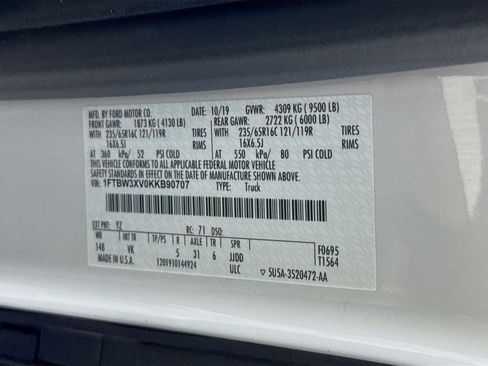 MFD. BY FORD MOTOR CO. 10/19 GVWR: 4309 KG ( 9500 LB)
FRONT GAWR: 1873 KG ( 4130 LB) REAR GAWR: 2722 KG ( 6000 LB)
WITH WITH
235/65R16C 121/119R TIRES 235/65R16C 121/119R TIRES
16X6.5J RIMS 16X6.5J RIMS
AT 360 kPa/ 52 PSI COLD AT 550 kPa/ 80 PSI COLD
THIS VEHICLE CONFORMS TO ALL APPLICABLE FEDERAL MOTOR VEHICLE
SAFETY STANDARDS IN EFFECT ON THE DATE OF MANUFACTURE SHOWN ABOVE.
VIN: 1FTBW3XV0KKB90707 TYPE: Truck
EXT PNT: YZ RC: 71 DSO:
WB INT TR TP/PS R AXLE TR SPR F0695
148 VK 5 31 6 JJDD T1564
MADE IN U.S.A. 1201910144924 ULC 5U5A-3520472-AA